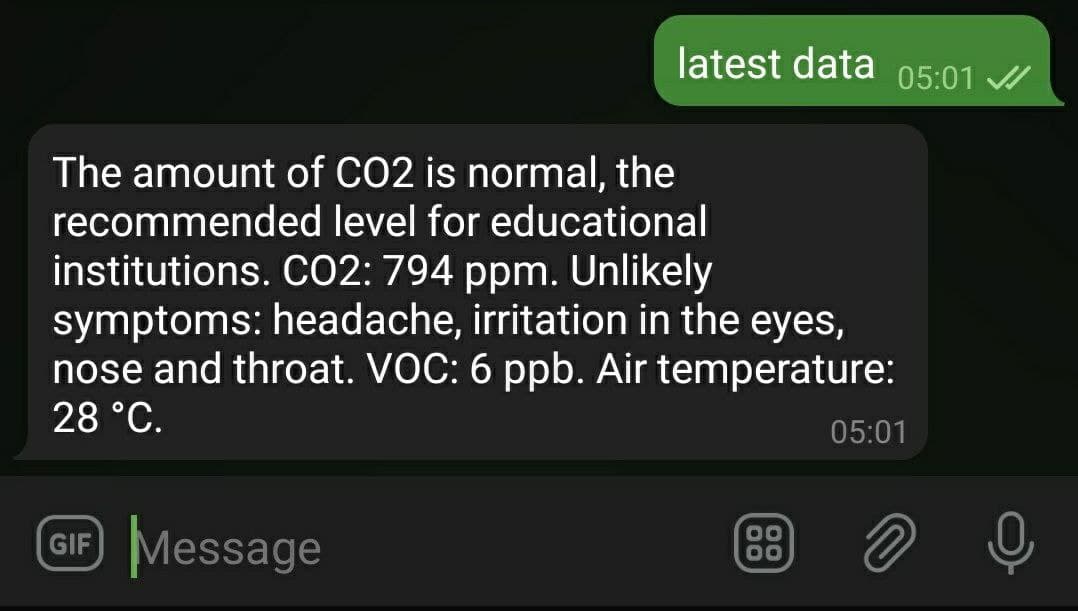 latest data 05:01
The amount of CO2 is normal, the
recommended level for educational
institutions. CO2: 794 ppm. Unlikely
symptoms: headache, irritation in the eyes,
nose and throat. VOC: 6 ppb. Air temperature:
28 °C.
05:01
GIF Message